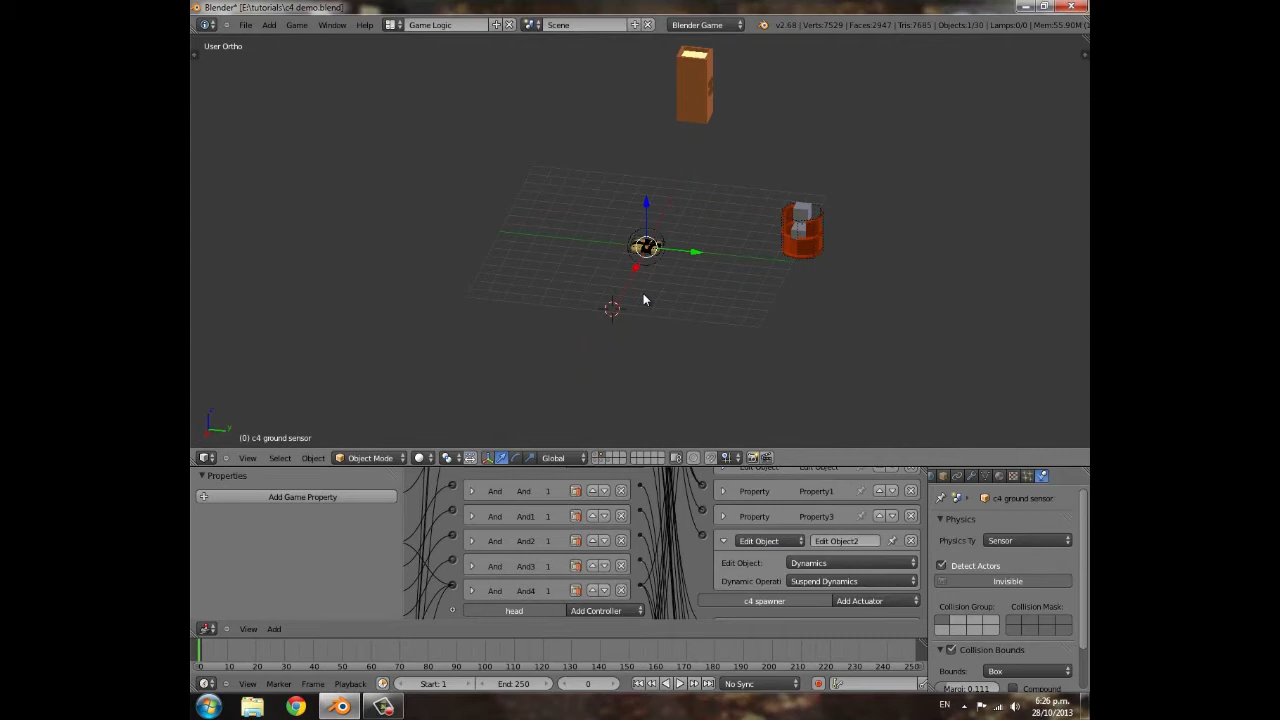 Blender* [E:\tutorials\c4 demo.blend]
File Add Game Window Help Game Logic Scene Blender Game v2.68 | Verts:7529 | Faces:2947 | Tris:7685 | Objects:1/30 | Lamps:0/0 | Mem:55.90M
User Ortho
z
y
(0) c4 ground sensor
View Select Object Object Mode Global
Properties
Add Game Property
And And 1
And And1 1
And And2 1
And And3 1
And And4 1
head Add Controller
Edit Object Edit Object
Property Property1
Property Property3
Edit Object Edit Object2
Edit Object: Dynamics
Dynamic Operati Suspend Dynamics
c4 spawner Add Actuator
c4 ground sensor
Physics
Physics Ty Sensor
Detect Actors
Invisible
Collision Group: Collision Mask:
Collision Bounds
Bounds: Box
Margi: 0.111 Compound
View Add
0 10 20 30 40 50 60 70 80 90 100 110 120 130 140 150 160 170 180 190 200 210 220 230 240 250
View Marker Frame Playback Start: 1 End: 250 0 No Sync
EN 6:26 p.m.
28/10/2013